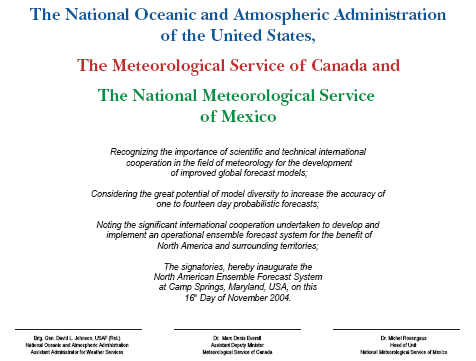 The National Oceanic and Atmospheric Administration
of the United States,
The Meteorological Service of Canada and
The National Meteorological Service
of Mexico
Recognizing the importance of scientific and technical international
cooperation in the field of meteorology for the development
of improved global forecast models;
Considering the great potential of model diversity to increase the accuracy of
one to fourteen day probabilistic forecasts;
Noting the significant international cooperation undertaken to develop and
implement an operational ensemble forecast system for the benefit of
North America and surrounding territories;
The signatories, hereby inaugurate the
North American Ensemble Forecast System
at Camp Springs, Maryland, USA, on this
16th Day of November 2004.
Brig. Gen. David L. Johnson, USAF (Ret.)
National Oceanic and Atmospheric Administration
Assistant Administrator for Weather Services
Dr. Marc Denis Everell
Assistant Deputy Minister
Meteorological Service of Canada
Dr. Michel Rosengaus
Head of Unit
National Meteorological Service of Mexico